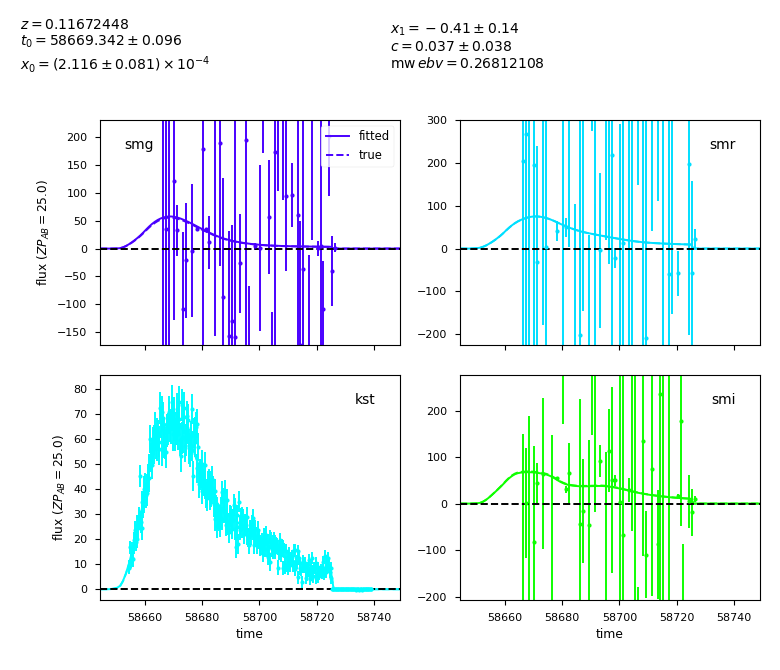 z = 0.11672448
t₀ = 58669.342 ± 0.096
x₀ = (2.116 ± 0.081) × 10⁻⁴
x₁ = −0.41 ± 0.14
c = 0.037 ± 0.038
mw ebv = 0.26812108
smg
fitted
true
200
150
100
50
0
−50
−100
−150
flux (ZP_AB = 25.0)
smr
300
200
100
0
−100
−200
kst
80
70
60
50
40
30
20
10
0
flux (ZP_AB = 25.0)
58660 58680 58700 58720 58740
time
smi
200
100
0
−100
−200
58660 58680 58700 58720 58740
time